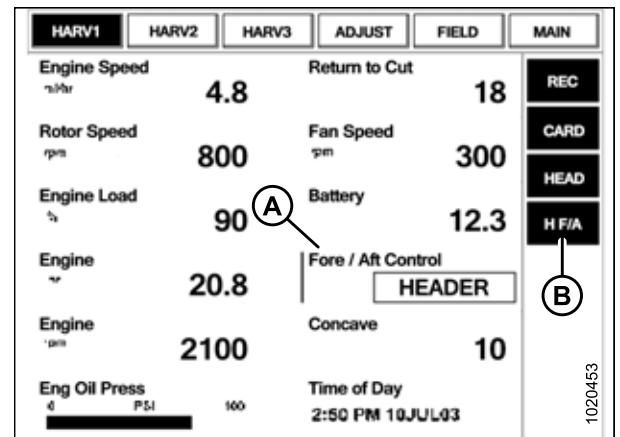 HARV1 HARV2 HARV3 ADJUST FIELD MAIN
Engine Speed Return to Cut REC
4.8 18
Rotor Speed Fan Speed CARD
rpm
800 300
HEAD
Engine Load Battery
A
90 12.3 H F/A
Engine Fore / Aft Control
20.8 HEADER B
Engine Concave
2100 10
Eng Oil Press Time of Day
PSI 100
2:50 PM 10JUL03
1020453